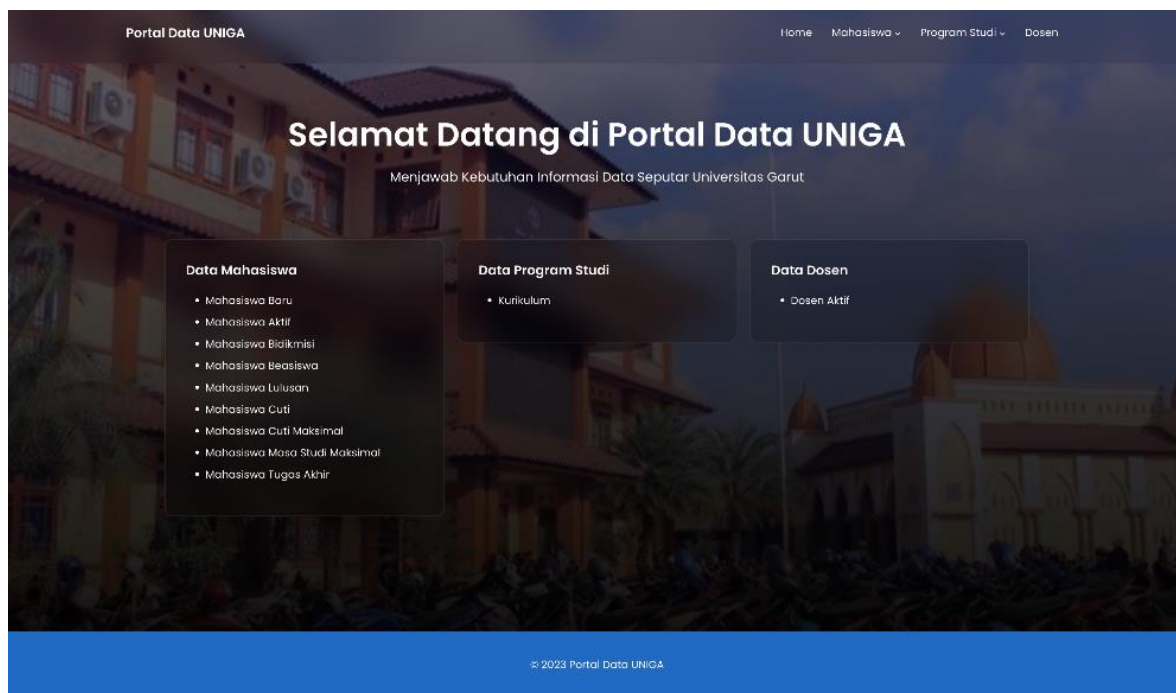 Portal Data UNIGA
Home Mahasiswa Program Studi Dosen
Selamat Datang di Portal Data UNIGA
Menjawab Kebutuhan Informasi Data Seputar Universitas Garut
Data Mahasiswa
• Mahasiswa Baru
• Mahasiswa Aktif
• Mahasiswa Bidikmisi
• Mahasiswa Beasiswa
• Mahasiswa Lulusan
• Mahasiswa Cuti
• Mahasiswa Cuti Maksimal
• Mahasiswa Masa Studi Maksimal
• Mahasiswa Tugas Akhir
Data Program Studi
• Kurikulum
Data Dosen
• Dosen Aktif
© 2023 Portal Data UNIGA